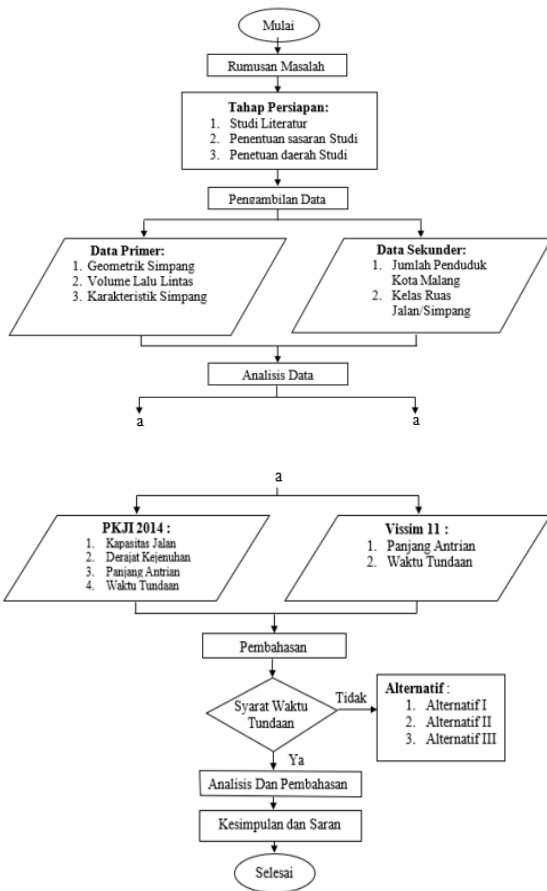 Mulai
Rumusan Masalah
Tahap Persiapan:
1. Studi Literatur
2. Penentuan sasaran Studi
3. Penetuan daerah Studi
Pengambilan Data
Data Primer:
1. Geometrik Simpang
2. Volume Lalu Lintas
3. Karakteristik Simpang
Data Sekunder:
1. Jumlah Penduduk
Kota Malang
2. Kelas Ruas
Jalan/Simpang
Analisis Data
a
a
a
PKJI 2014 :
1. Kapasitas Jalan
2. Derajat Kejenuhan
3. Panjang Antrian
4. Waktu Tundaan
Vissim 11 :
1. Panjang Antrian
2. Waktu Tundaan
Pembahasan
Syarat Waktu
Tundaan
Tidak
Alternatif :
1. Alternatif I
2. Alternatif II
3. Alternatif III
Ya
Analisis Dan Pembahasan
Kesimpulan dan Saran
Selesai